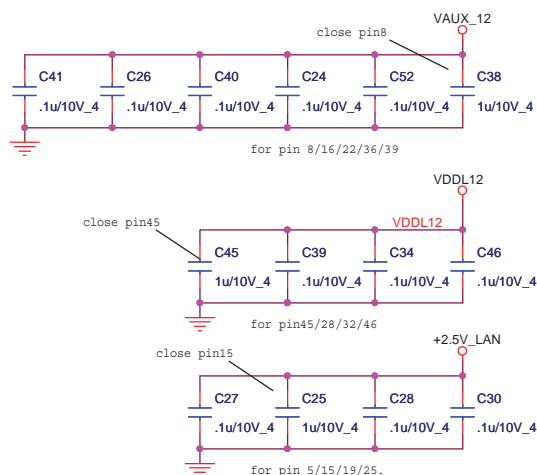 VAUX_12
close pin8
C41 C26 C40 C24 C52 C38
.1u/10V_4 .1u/10V_4 .1u/10V_4 .1u/10V_4 .1u/10V_4 1u/10V_4
for pin 8/16/22/36/39
VDDL12
close pin45 VDDL12
C45 C39 C34 C46
1u/10V_4 .1u/10V_4 .1u/10V_4 .1u/10V_4
for pin45/28/32/46
+2.5V_LAN
close pin15
C27 C25 C28 C30
.1u/10V_4 1u/10V_4 .1u/10V_4 .1u/10V_4
for pin 5/15/19/25.